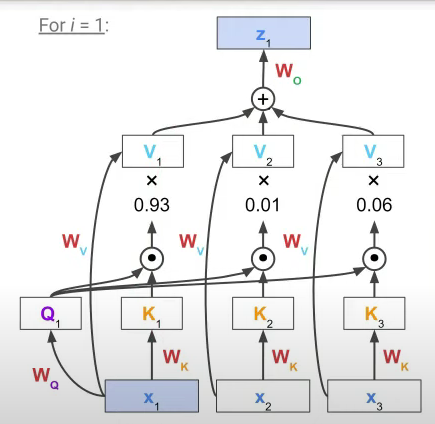 For i = 1:
z1
WO
+
V1 V2 V3
× × ×
0.93 0.01 0.06
WV WV WV
Q1 K1 K2 K3
WQ WK WK WK
x1 x2 x3